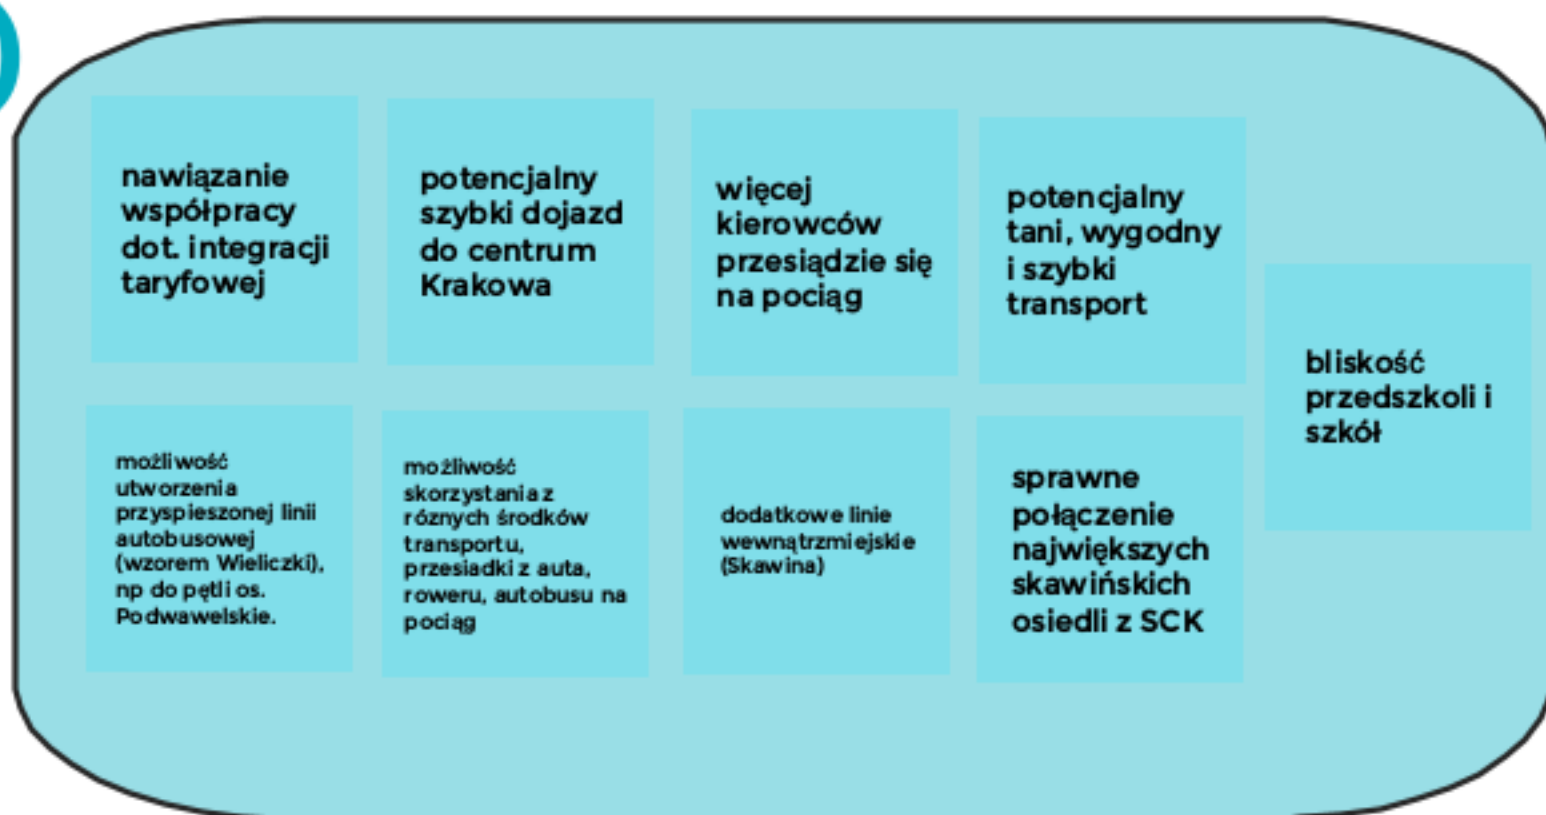 nawiązanie
współpracy
dot. integracji
taryfowej
potencjalny
szybki dojazd
do centrum
Krakowa
więcej
kierowców
przesiądzie się
na pociąg
potencjalny
tani, wygodny
i szybki
transport
bliskość
przedszkoli i
szkół
możliwość
utworzenia
przyspieszonej linii
autobusowej
(wzorem Wieliczki),
np do pętli os.
Podwawelskie.
możliwość
skorzystania z
róznych środków
transportu,
przesiadki z auta,
roweru, autobusu na
pociąg
dodatkowe linie
wewnątrzmiejskie
(Skawina)
sprawne
połączenie
największych
skawińskich
osiedli z SCK